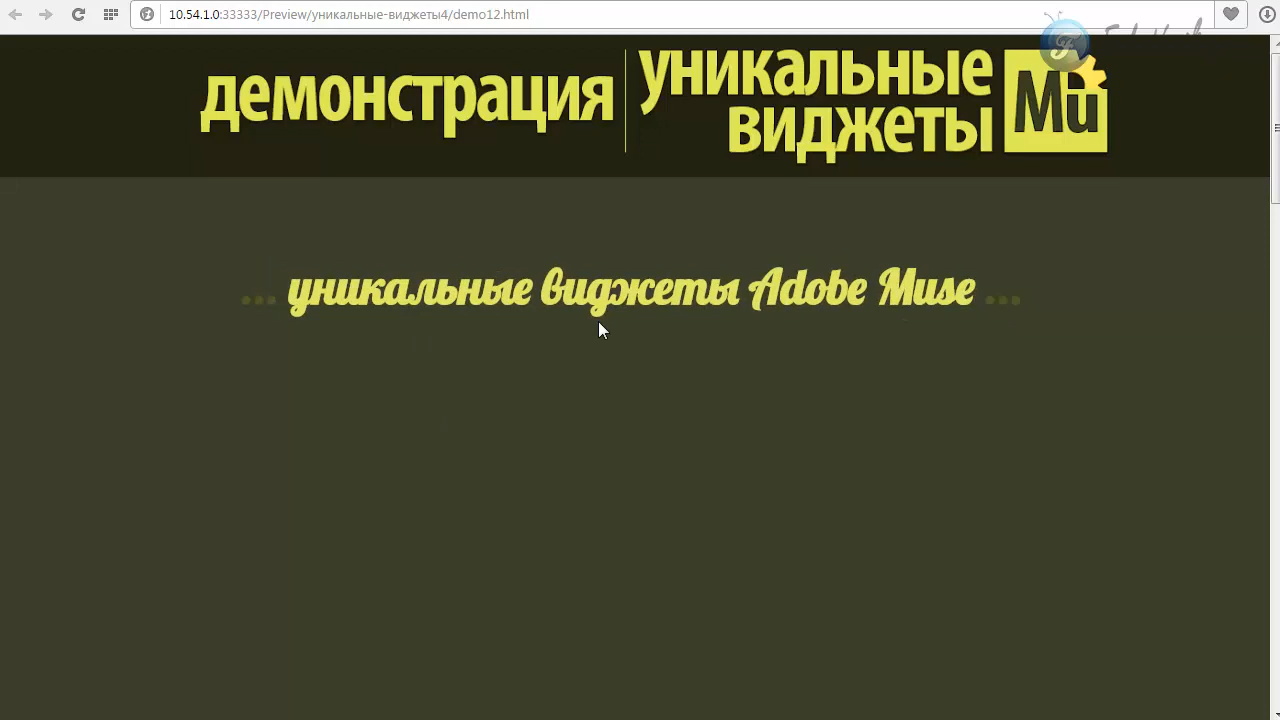 10.54.1.0:33333/Preview/уникальные-виджеты4/demo12.html
демонстрация
уникальные
виджеты
Mu
... уникальные виджеты Adobe Muse ...